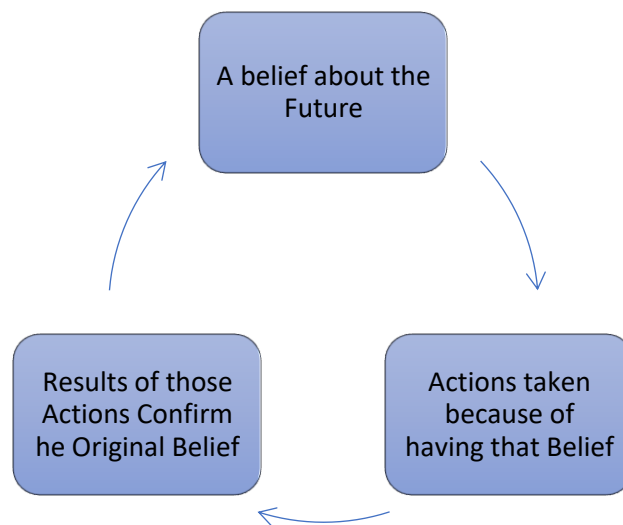 A belief about the
Future
Actions taken
because of
having that Belief
Results of those
Actions Confirm
he Original Belief